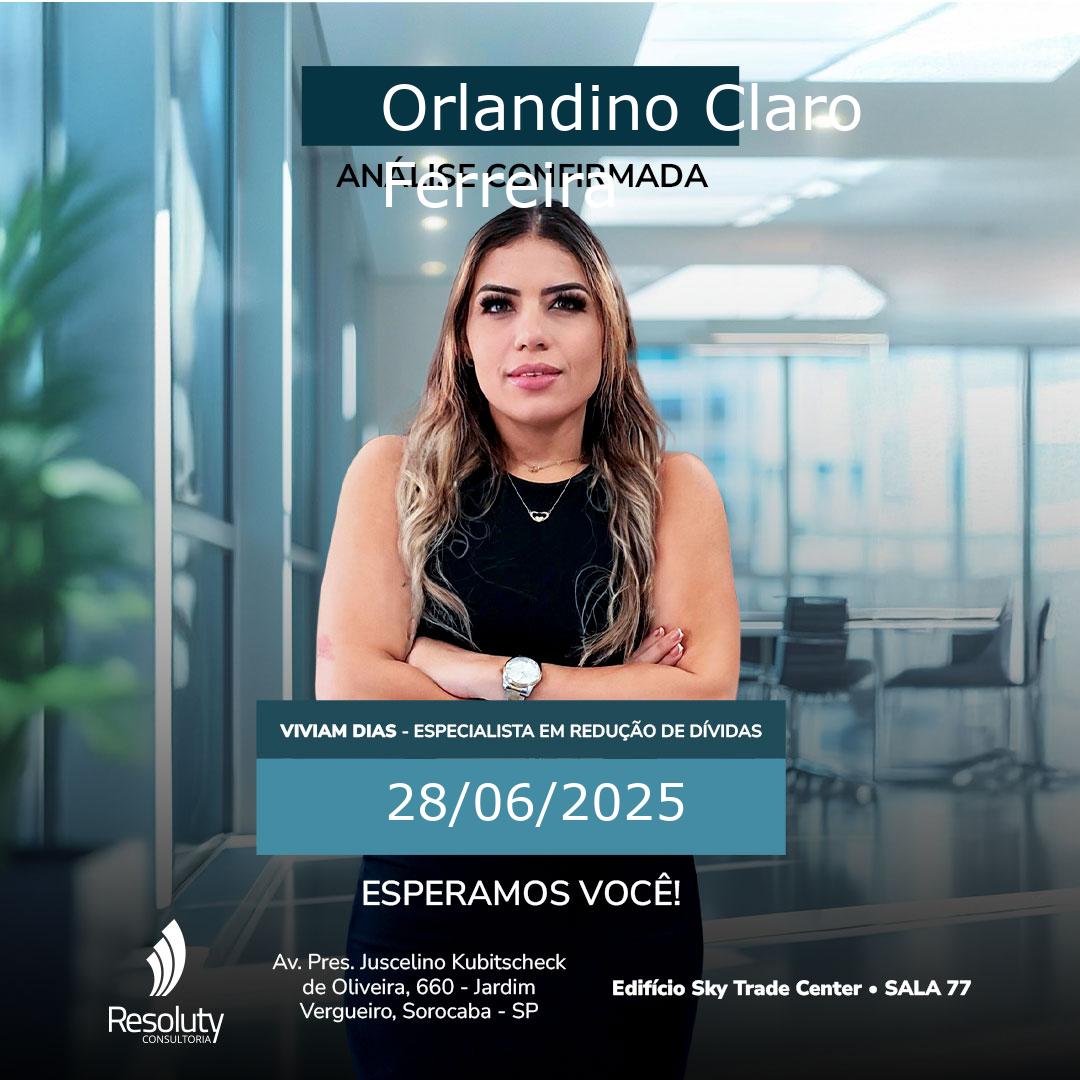 Orlandino Claro
Ferreira
ANÁLISE CONFIRMADA
VIVIAM DIAS - ESPECIALISTA EM REDUÇÃO DE DÍVIDAS
28/06/2025
ESPERAMOS VOCÊ!
Av. Pres. Juscelino Kubitscheck
de Oliveira, 660 - Jardim
Vergueiro, Sorocaba - SP
Edifício Sky Trade Center • SALA 77
Resoluty
CONSULTORIA